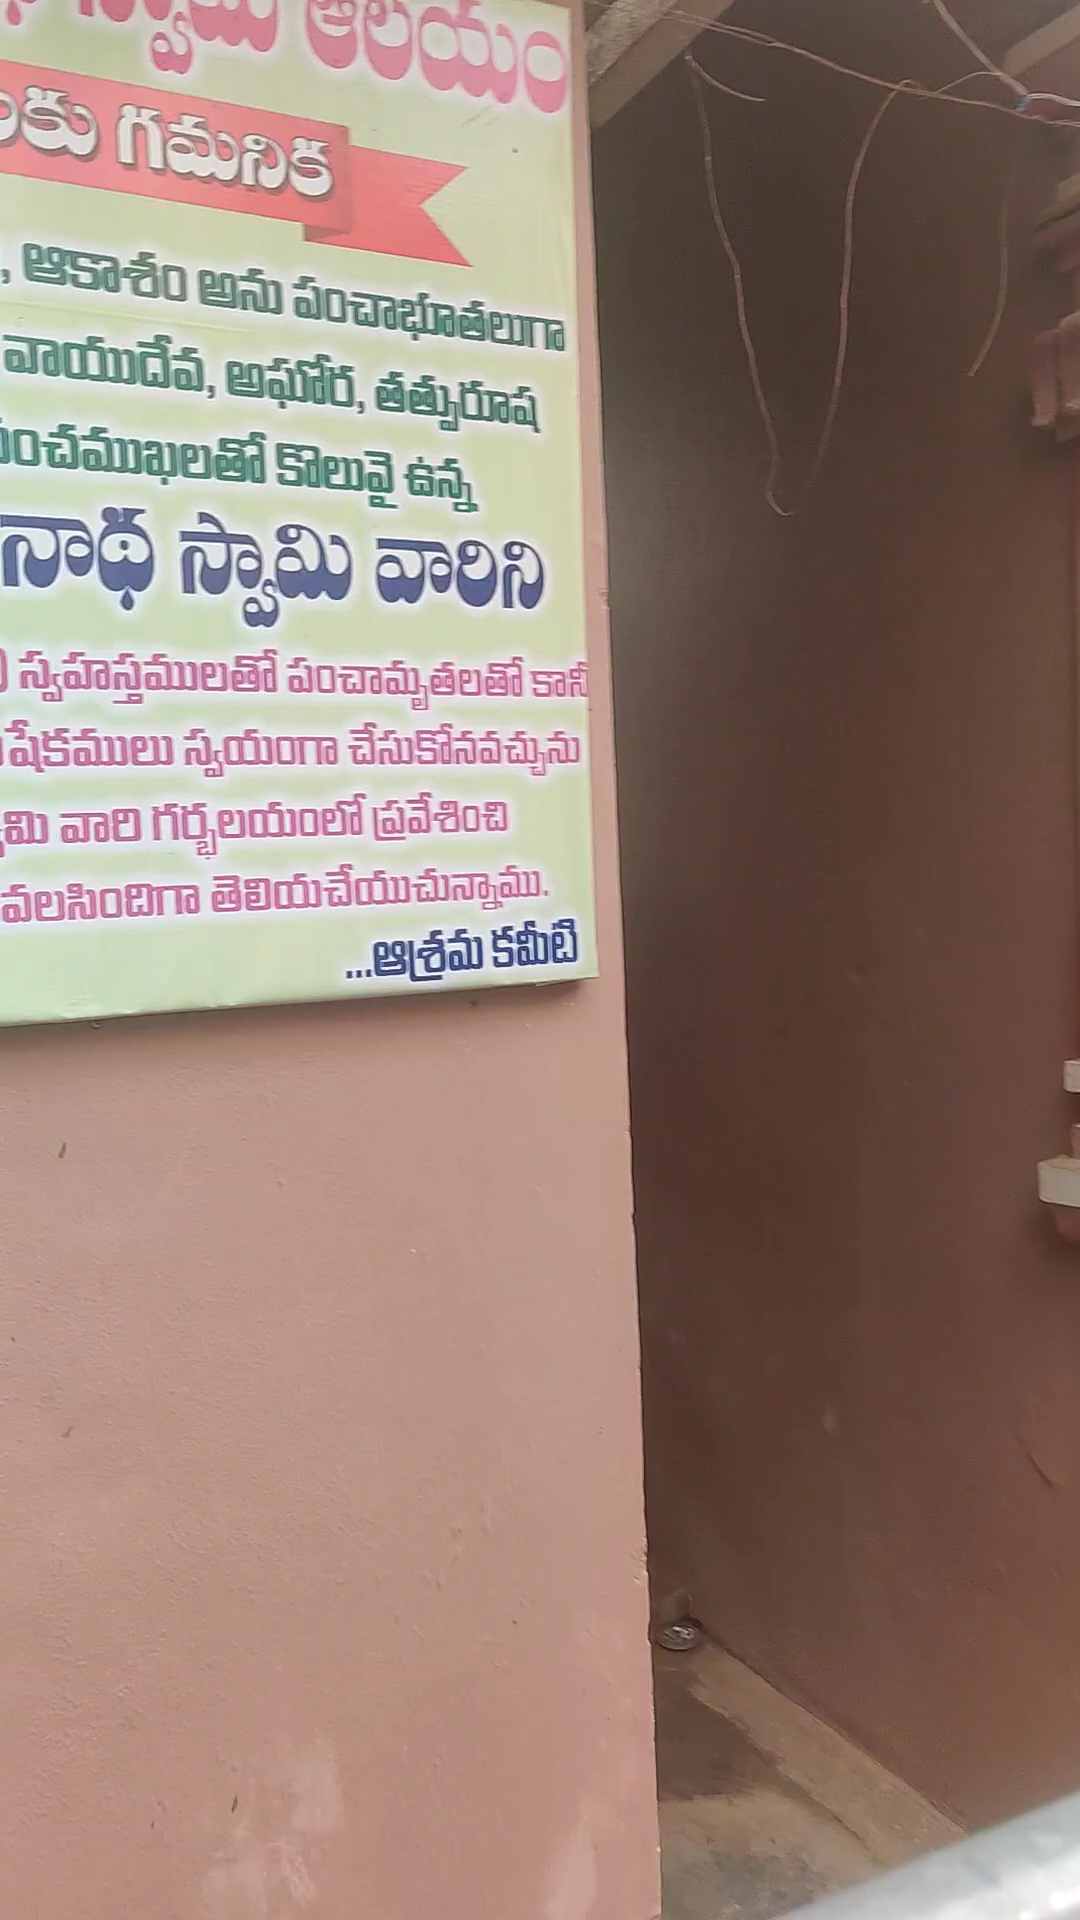 స్వామి ఆలయం
గమనిక
, ఆకాశం అను పంచాభూతలుగా
వాయుదేవ, అఘోర, తత్పురూష
పంచముఖలతో కొలువై ఉన్న
నాథ స్వామి వారిని
) స్వహస్తములతో పంచామృతలతో కానీ
షేకములు స్వయంగా చేసుకోనవచ్చును
మి వారి గర్భలయంలో ప్రవేశించి
వలసిందిగా తెలియచేయుచున్నాము.
...ఆశ్రమ కమీటి